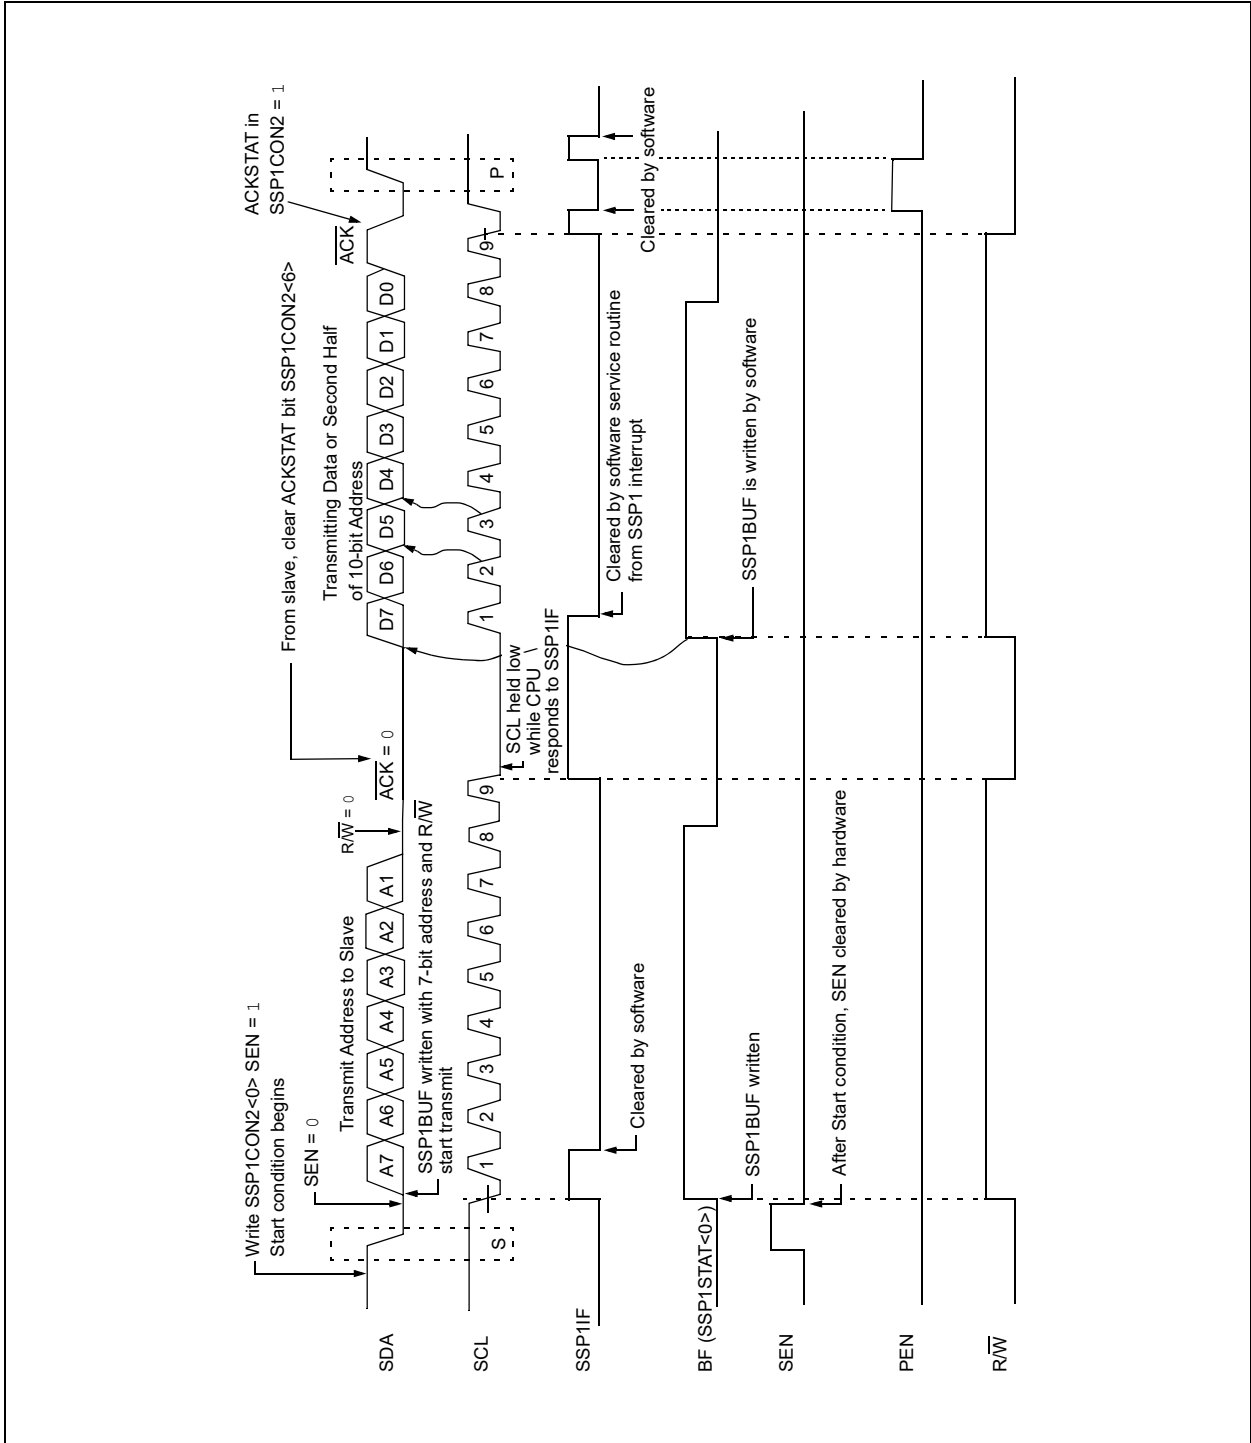 Write SSP1CON2<0> SEN = 1
Start condition begins
SEN = 0
Transmit Address to Slave
R/W = 0
From slave, clear ACKSTAT bit SSP1CON2<6>
ACK = 0
Transmitting Data or Second Half
of 10-bit Address
ACKSTAT in
SSP1CON2 = 1
ACK
SDA
A7 A6 A5 A4 A3 A2 A1
D7 D6 D5 D4 D3 D2 D1 D0
SSP1BUF written with 7-bit address and R/W
start transmit
SCL
S
1 2 3 4 5 6 7 8 9
1 2 3 4 5 6 7 8 9
P
SCL held low
while CPU
responds to SSP1IF
SSP1IF
Cleared by software
Cleared by software service routine
from SSP1 interrupt
Cleared by software
BF (SSP1STAT<0>)
SSP1BUF written
SSP1BUF is written by software
SEN
After Start condition, SEN cleared by hardware
PEN
R/W